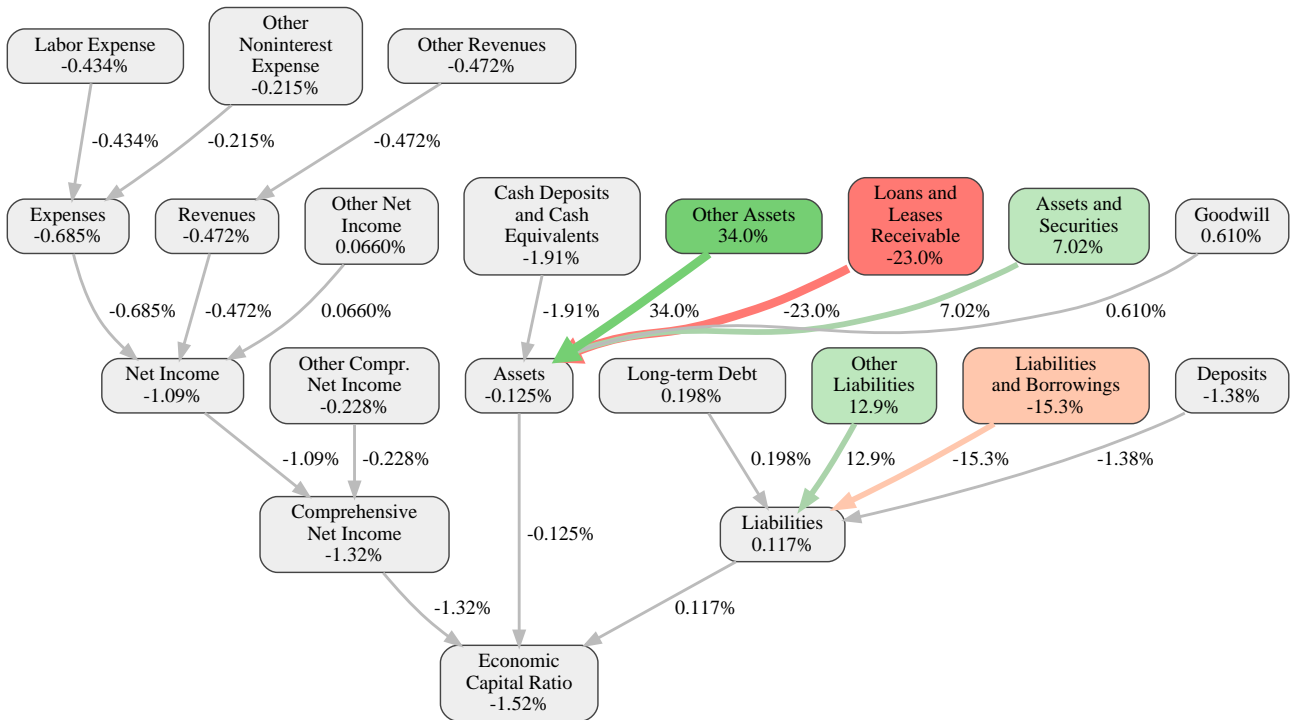 Labor Expense
-0.434%
Other
Noninterest
Expense
-0.215%
Other Revenues
-0.472%
-0.434%
-0.215%
-0.472%
Expenses
-0.685%
Revenues
-0.472%
Other Net
Income
0.0660%
Cash Deposits
and Cash
Equivalents
-1.91%
Other Assets
34.0%
Loans and
Leases
Receivable
-23.0%
Assets and
Securities
7.02%
Goodwill
0.610%
-0.685%
-0.472%
0.0660%
-1.91%
34.0%
-23.0%
7.02%
0.610%
Net Income
-1.09%
Other Compr.
Net Income
-0.228%
Assets
-0.125%
Long-term Debt
0.198%
Other
Liabilities
12.9%
Liabilities
and Borrowings
-15.3%
Deposits
-1.38%
-1.09%
-0.228%
0.198%
12.9%
-15.3%
-1.38%
Comprehensive
Net Income
-1.32%
-0.125%
Liabilities
0.117%
-1.32%
0.117%
Economic
Capital Ratio
-1.52%